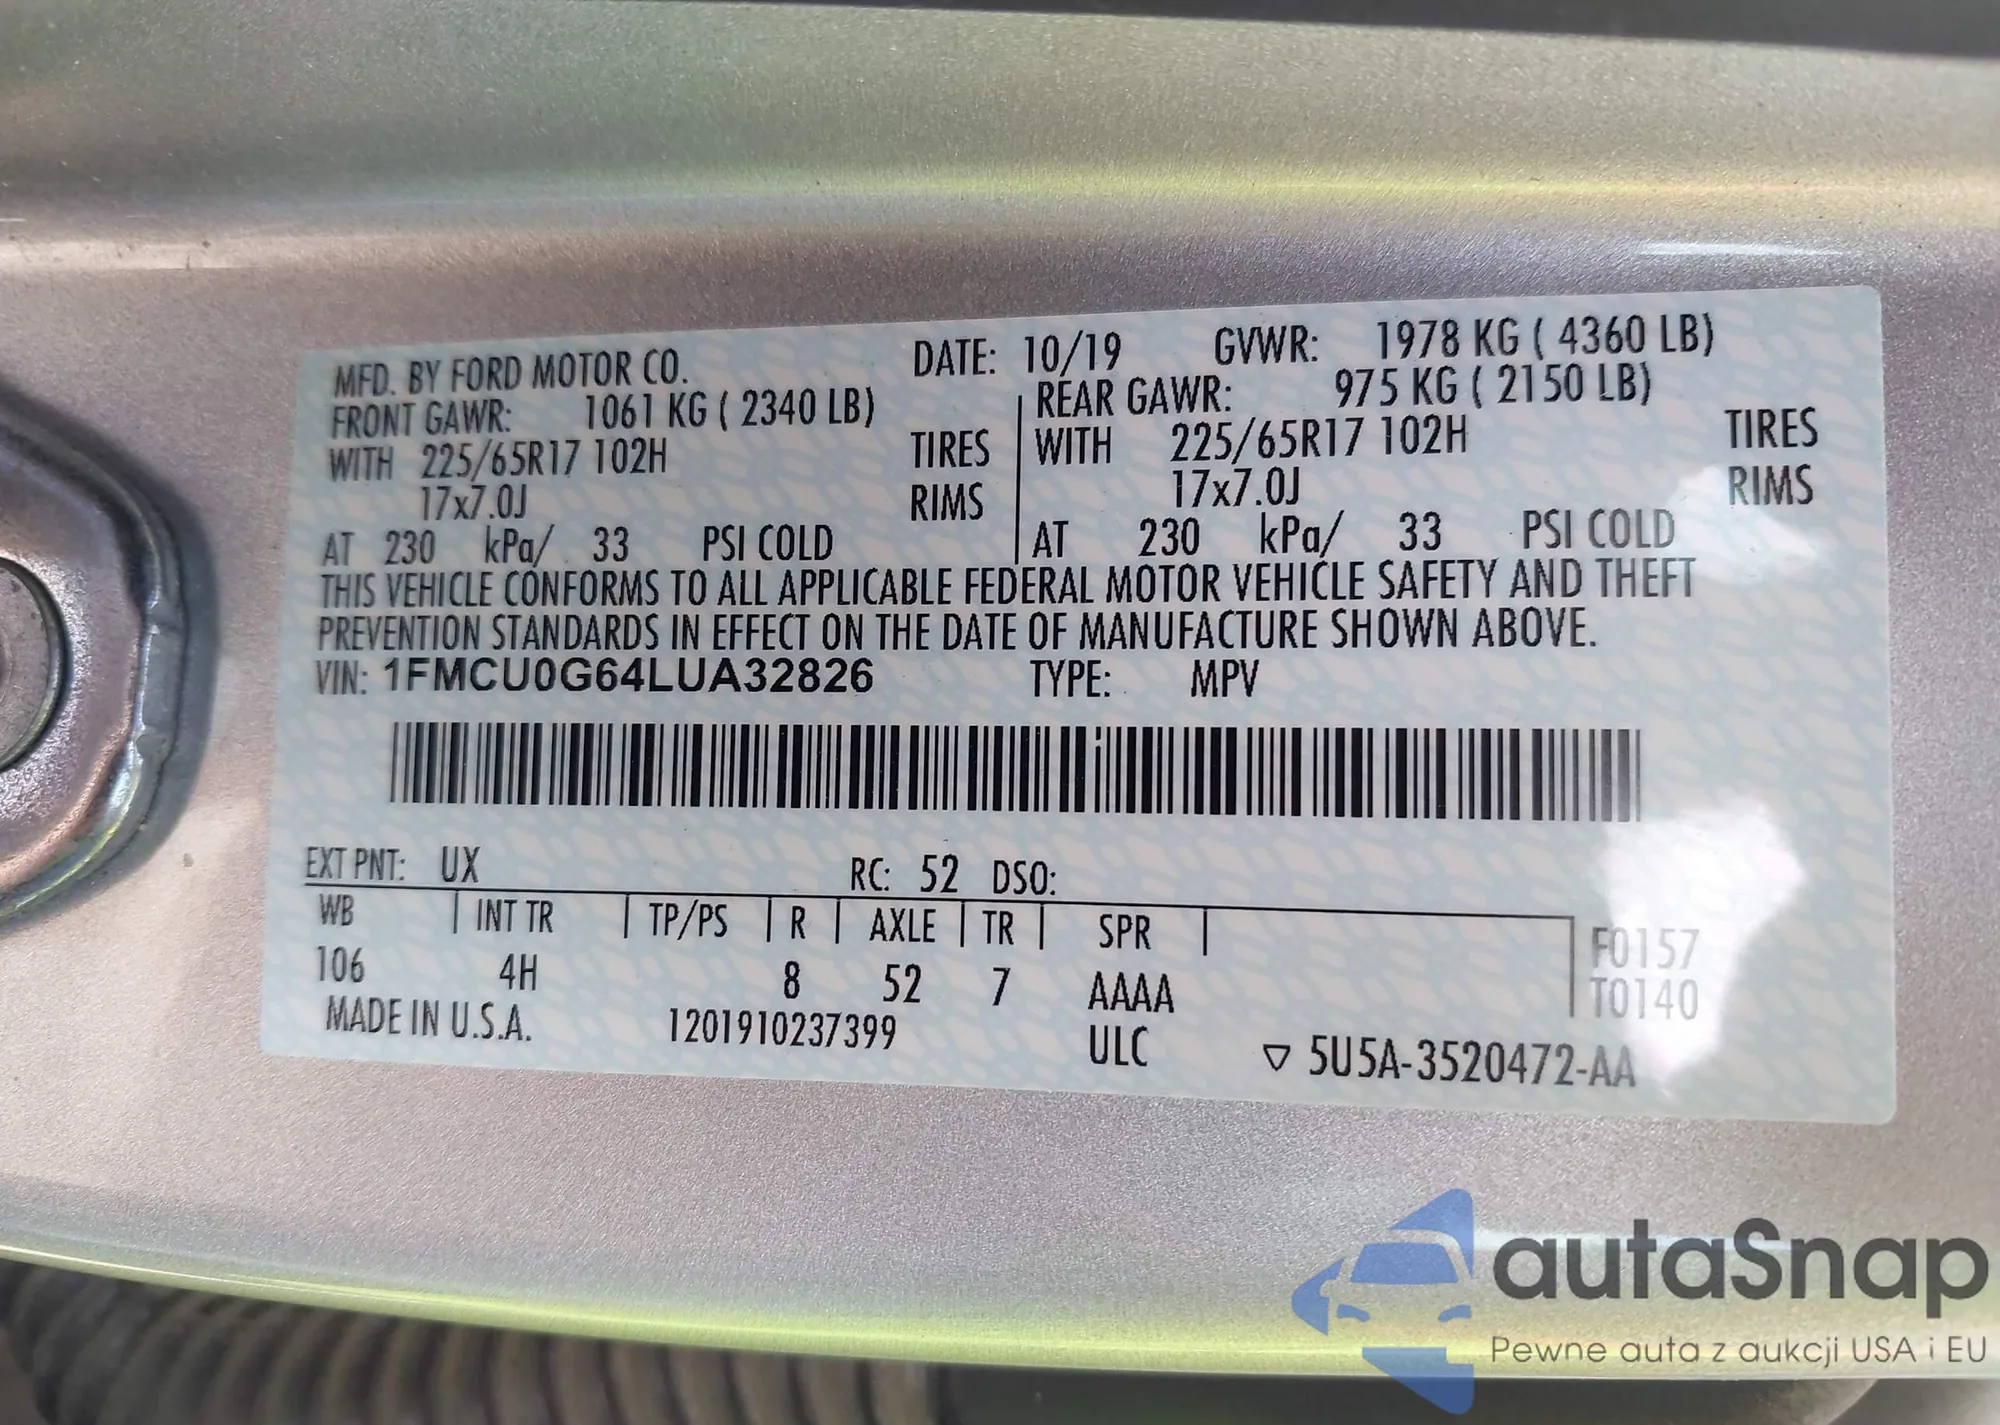 MFD. BY FORD MOTOR CO. DATE: 10/19 GVWR: 1978 KG ( 4360 LB)
FRONT GAWR: 1061 KG ( 2340 LB) REAR GAWR: 975 KG ( 2150 LB)
WITH 225/65R17 102H TIRES WITH 225/65R17 102H TIRES
17x7.0J RIMS 17x7.0J RIMS
AT 230 kPa/ 33 PSI COLD AT 230 kPa/ 33 PSI COLD
THIS VEHICLE CONFORMS TO ALL APPLICABLE FEDERAL MOTOR VEHICLE SAFETY AND THEFT
PREVENTION STANDARDS IN EFFECT ON THE DATE OF MANUFACTURE SHOWN ABOVE.
VIN: 1FMCU0G64LUA32826 TYPE: MPV
EXT PNT: UX RC: 52 DSO:
WB INT TR TP/PS R AXLE TR SPR F0157
106 4H 8 52 7 AAAA T0140
MADE IN U.S.A. 1201910237399 ULC ▽ 5U5A-3520472-AA
autaSnap
Pewne auta z aukcji USA i EU